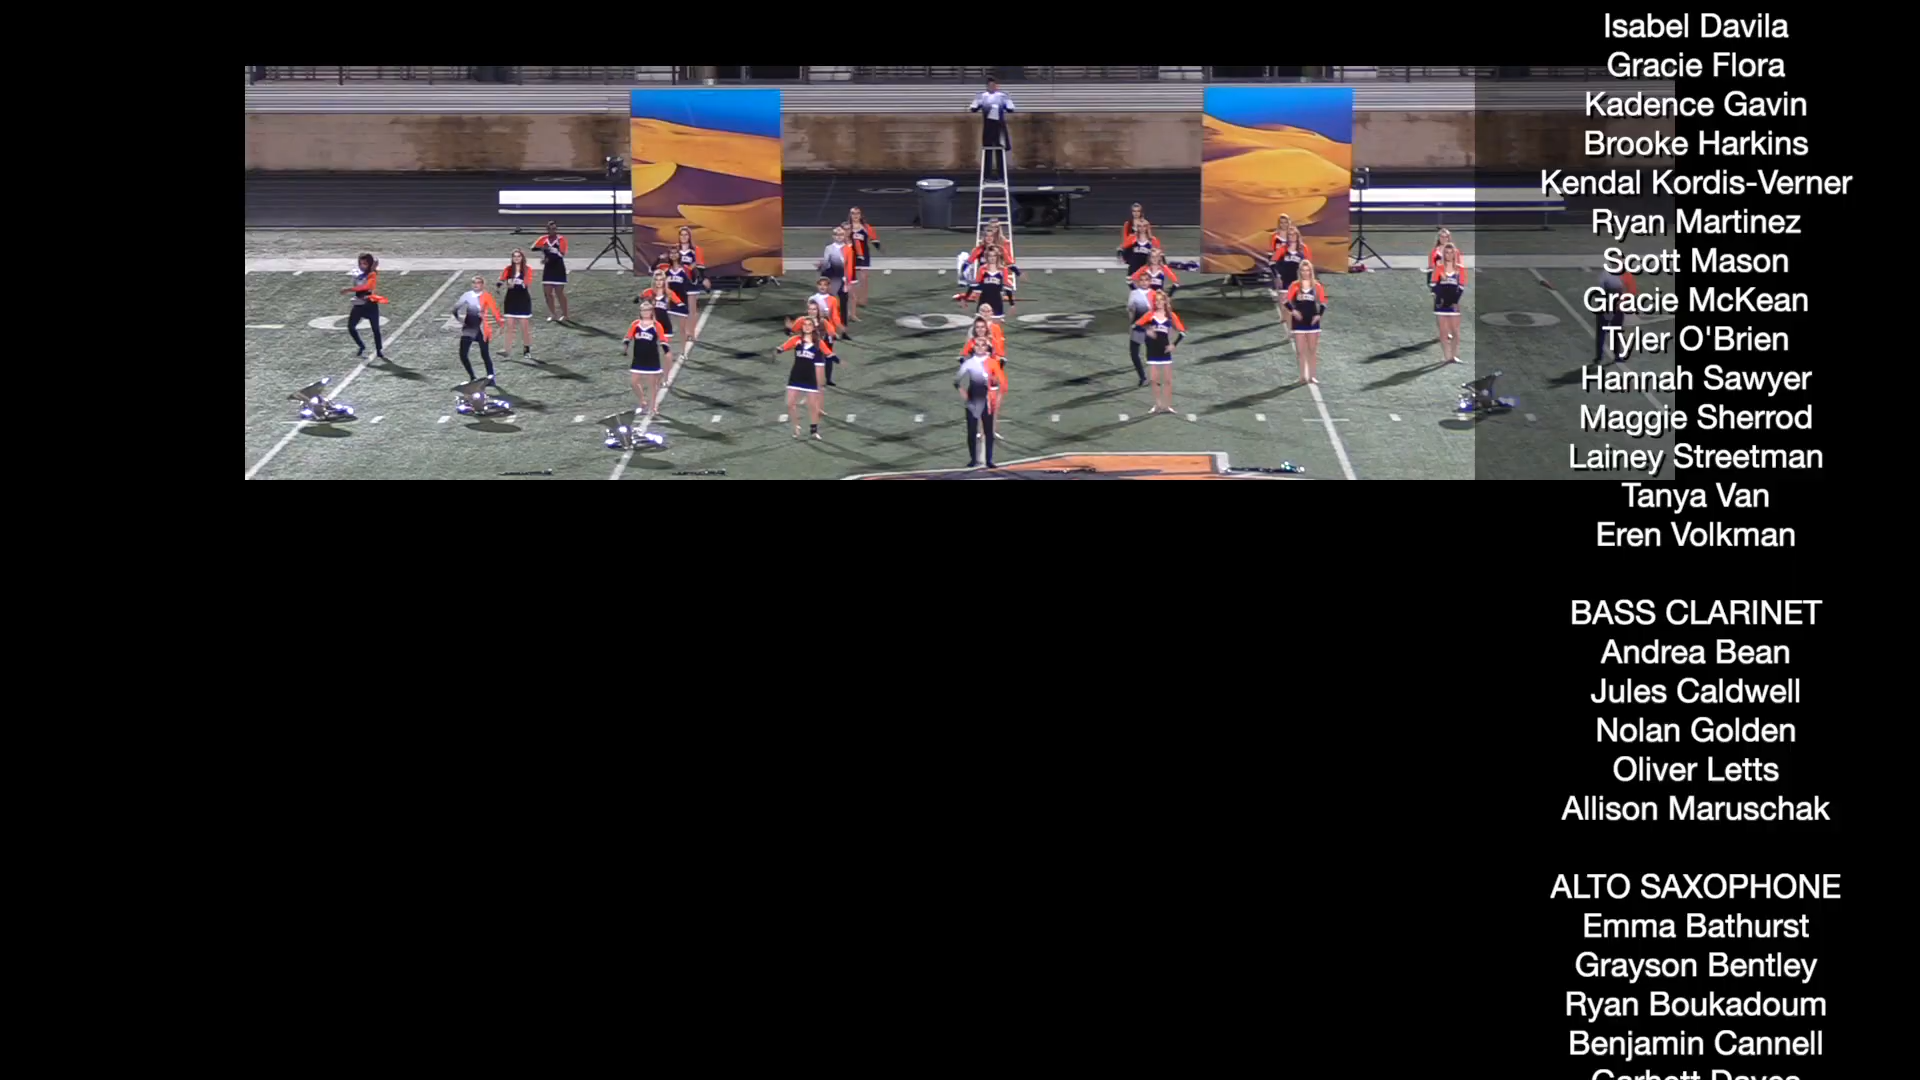 Isabel Davila
Gracie Flora
Kadence Gavin
Brooke Harkins
Kendal Kordis-Verner
Ryan Martinez
Scott Mason
Gracie McKean
Tyler O'Brien
Hannah Sawyer
Maggie Sherrod
Lainey Streetman
Tanya Van
Eren Volkman
BASS CLARINET
Andrea Bean
Jules Caldwell
Nolan Golden
Oliver Letts
Allison Maruschak
ALTO SAXOPHONE
Emma Bathurst
Grayson Bentley
Ryan Boukadoum
Benjamin Cannell